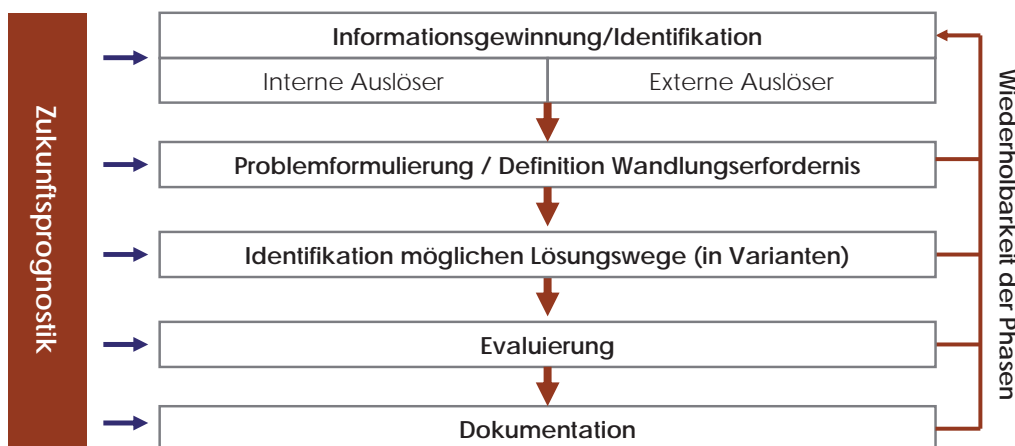 Zukunftsprognostik
Informationsgewinnung/Identifikation
Interne Auslöser
Externe Auslöser
Problemformulierung / Definition Wandlungserfordernis
Identifikation möglichen Lösungswege (in Varianten)
Evaluierung
Dokumentation
Wiederholbarkeit der Phasen